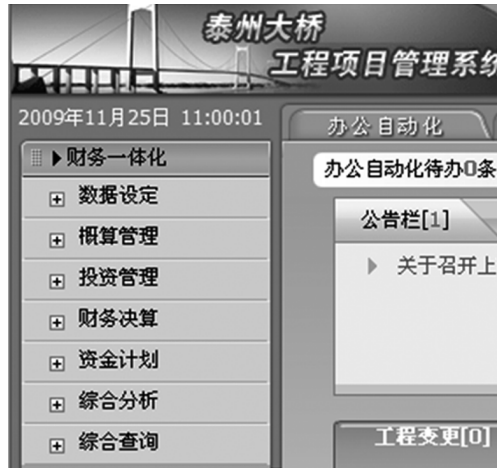 泰州大桥
工程项目管理系统
2009年11月25日 11:00:01
办公自动化
财务一体化
办公自动化待办0条
数据设定
公告栏[1]
概算管理
关于召开上
投资管理
财务决算
资金计划
综合分析
工程变更[0]
综合查询